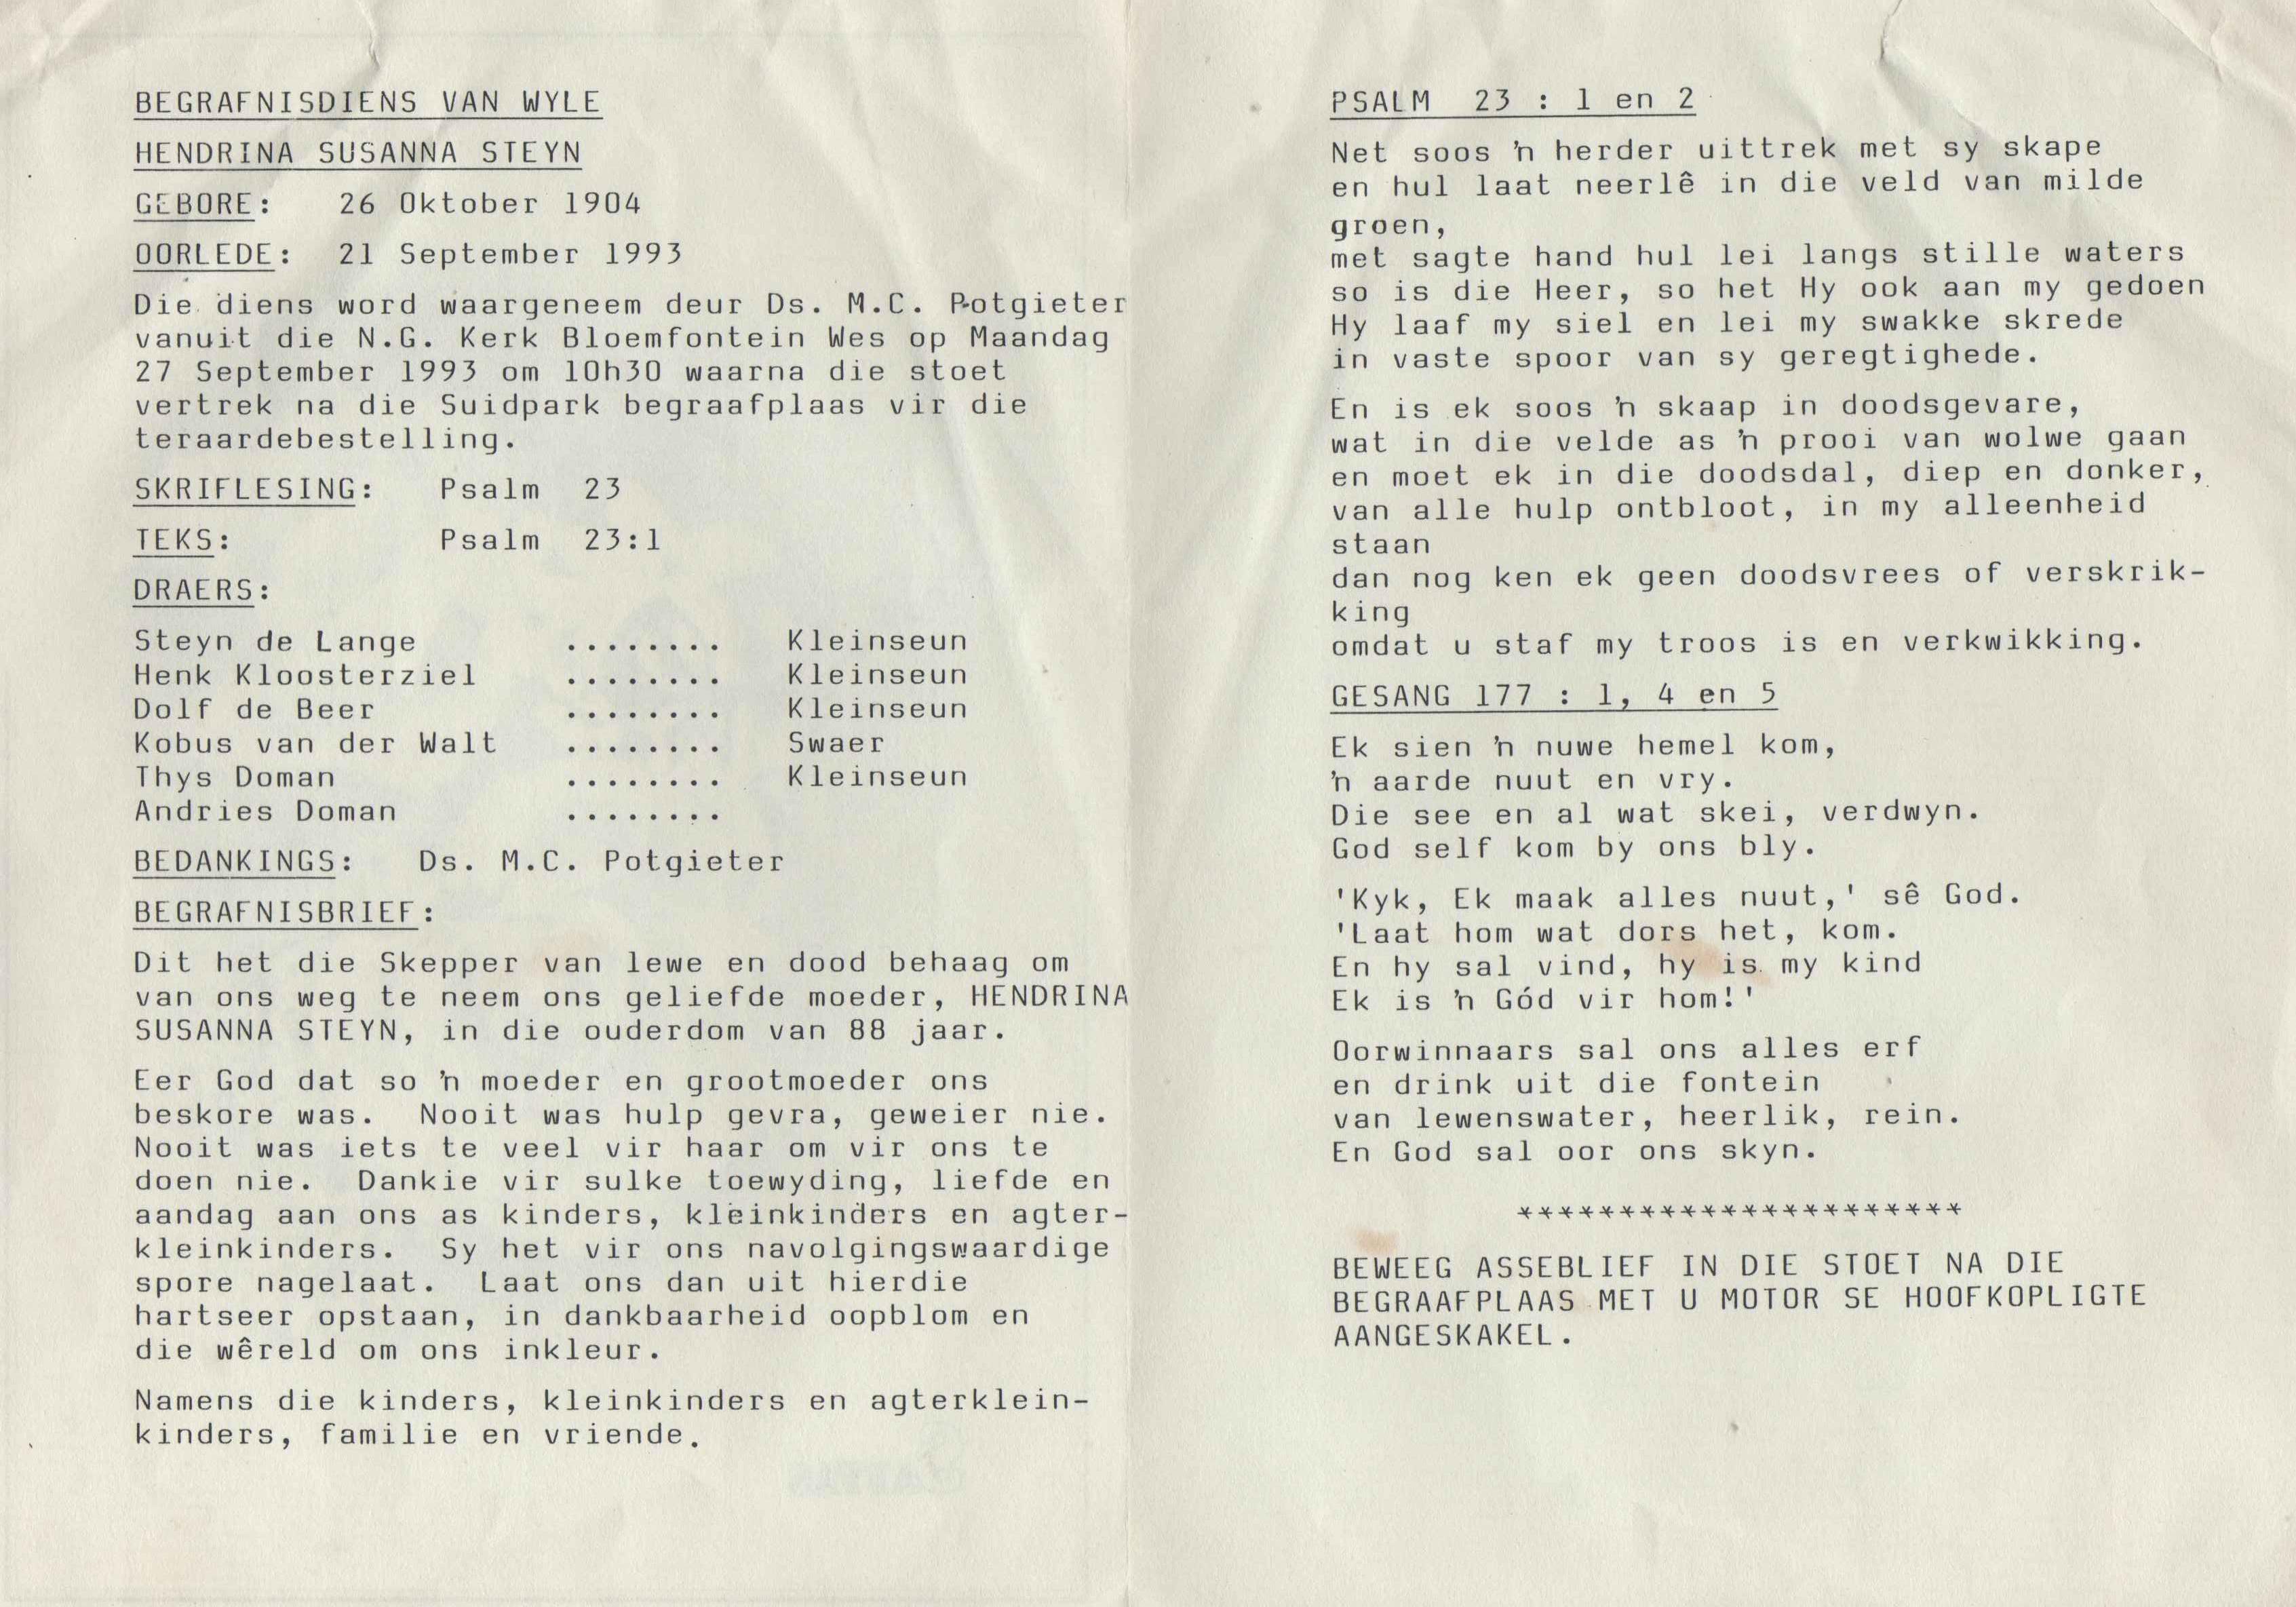 BEGRAFNISDIENS VAN WYLE
HENDRINA SUSANNA STEYN
GEBORE: 26 Oktober 1904
OORLEDE: 21 September 1993
Die diens word waargeneem deur Ds. M.C. Potgieter
vanuit die N.G. Kerk Bloemfontein Wes op Maandag
27 September 1993 om 10h30 waarna die stoet
vertrek na die Suidpark begraafplaas vir die
teraardebestelling.
SKRIFLESING: Psalm 23
TEKS: Psalm 23:1
DRAERS:
Steyn de Lange ........ Kleinseun
Henk Kloosterziel ........ Kleinseun
Dolf de Beer ........ Kleinseun
Kobus van der Walt ........ Swaer
Thys Doman ........ Kleinseun
Andries Doman ........
BEDANKINGS: Ds. M.C. Potgieter
BEGRAFNISBRIEF:
Dit het die Skepper van lewe en dood behaag om
van ons weg te neem ons geliefde moeder, HENDRINA
SUSANNA STEYN, in die ouderdom van 88 jaar.
Eer God dat so 'n moeder en grootmoeder ons
beskore was. Nooit was hulp gevra, geweier nie.
Nooit was iets te veel vir haar om vir ons te
doen nie. Dankie vir sulke toewyding, liefde en
aandag aan ons as kinders, kleinkinders en agter-
kleinkinders. Sy het vir ons navolgingswaardige
spore nagelaat. Laat ons dan uit hierdie
hartseer opstaan, in dankbaarheid oopblom en
die wêreld om ons inkleur.
Namens die kinders, kleinkinders en agterklein-
kinders, familie en vriende.
PSALM 23 : 1 en 2
Net soos 'n herder uittrek met sy skape
en hul laat neerlê in die veld van milde
groen,
met sagte hand hul lei langs stille waters
so is die Heer, so het Hy ook aan my gedoen
Hy laaf my siel en lei my swakke skrede
in vaste spoor van sy geregtighede.
En is ek soos 'n skaap in doodsgevare,
wat in die velde as 'n prooi van wolwe gaan
en moet ek in die doodsdal, diep en donker,
van alle hulp ontbloot, in my alleenheid
staan
dan nog ken ek geen doodsvrees of verskrik-
king
omdat u staf my troos is en verkwikking.
GESANG 177 : 1, 4 en 5
Ek sien 'n nuwe hemel kom,
'n aarde nuut en vry.
Die see en al wat skei, verdwyn.
God self kom by ons bly.
'Kyk, Ek maak alles nuut,' sê God.
'Laat hom wat dors het, kom.
En hy sal vind, hy is my kind
Ek is 'n Gód vir hom!'
Oorwinnaars sal ons alles erf
en drink uit die fontein
van lewenswater, heerlik, rein.
En God sal oor ons skyn.
**********************
BEWEEG ASSEBLIEF IN DIE STOET NA DIE
BEGRAAFPLAAS MET U MOTOR SE HOOFKOPLIGTE
AANGESKAKEL.